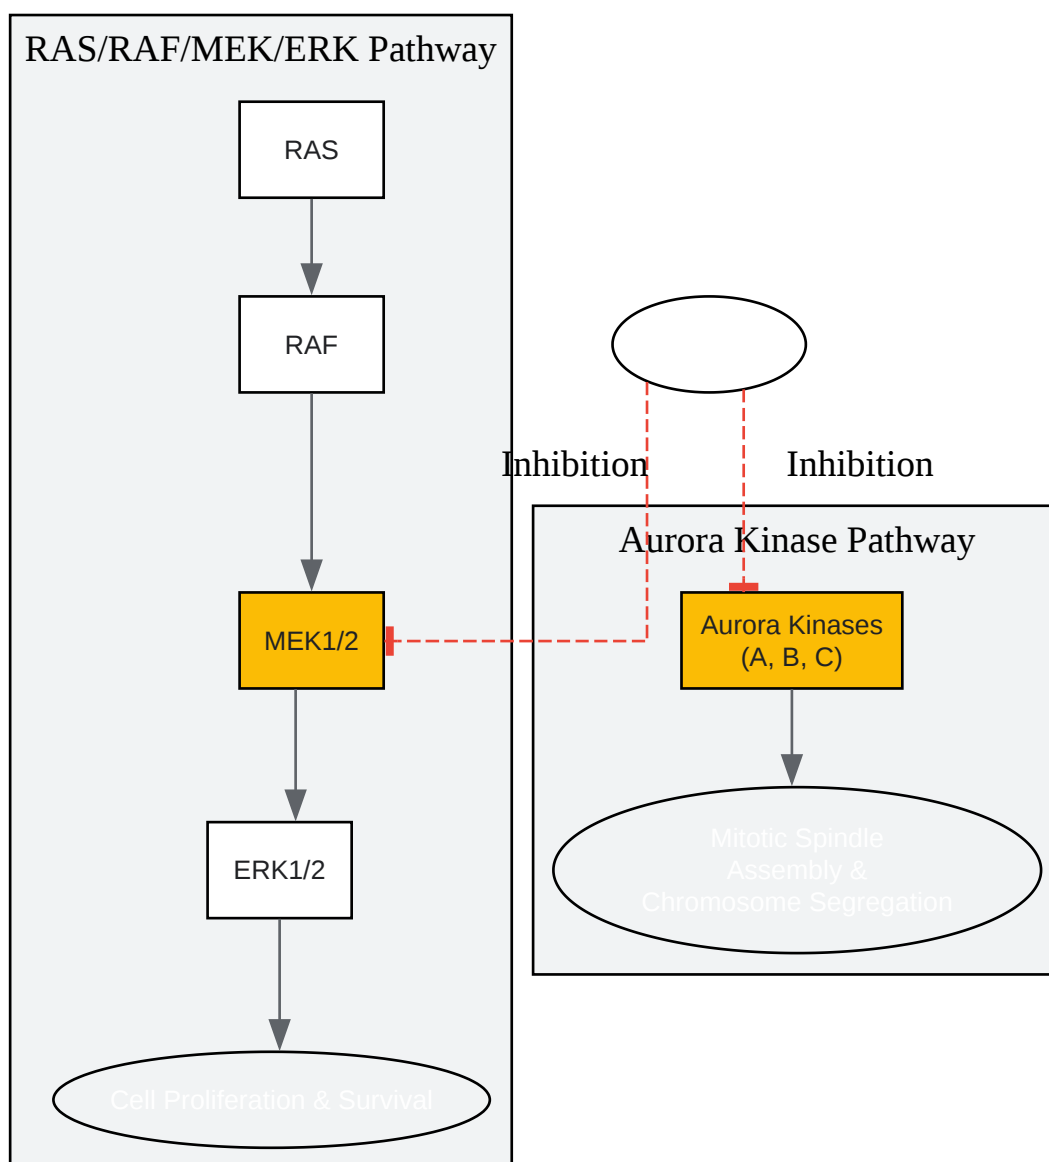 RAS/RAF/MEK/ERK Pathway
RAS
RAF
Inhibition
Inhibition
Aurora Kinase Pathway
MEK1/2
Aurora Kinases
(A, B, C)
ERK1/2
Mitotic Spindle
Assembly &
Chromosome Segregation
Cell Proliferation & Survival